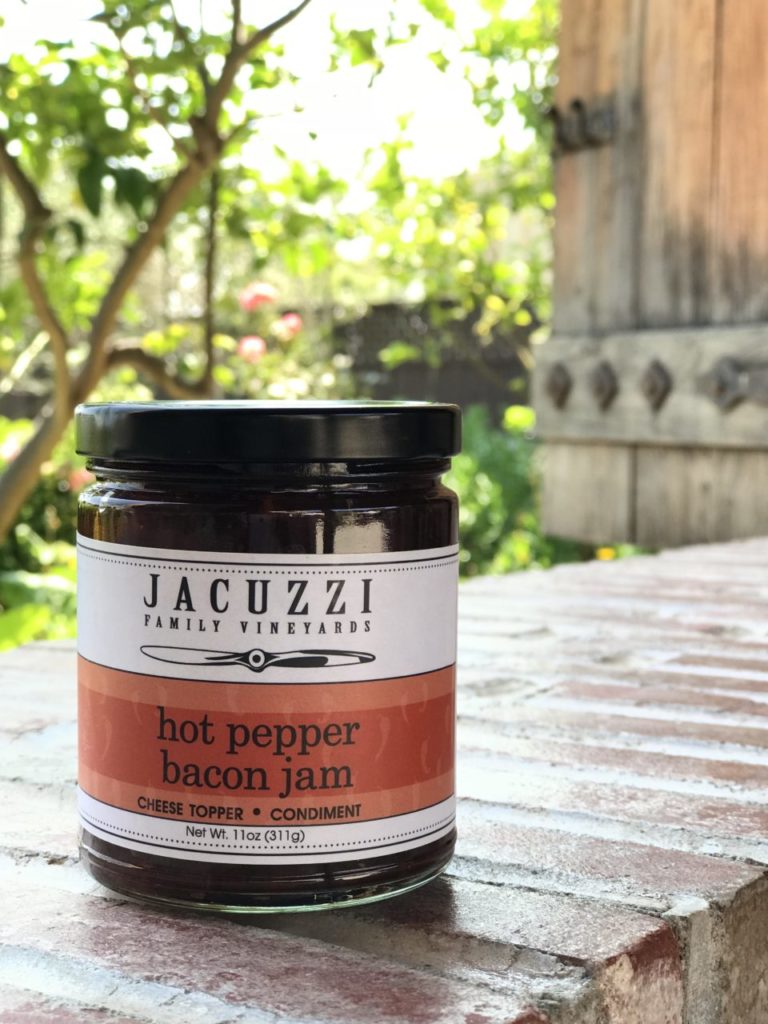 JACUZZI
FAMILY VINEYARDS
hot pepper
bacon jam
CHEESE TOPPER • CONDIMENT
Net Wt. 11oz (311g)